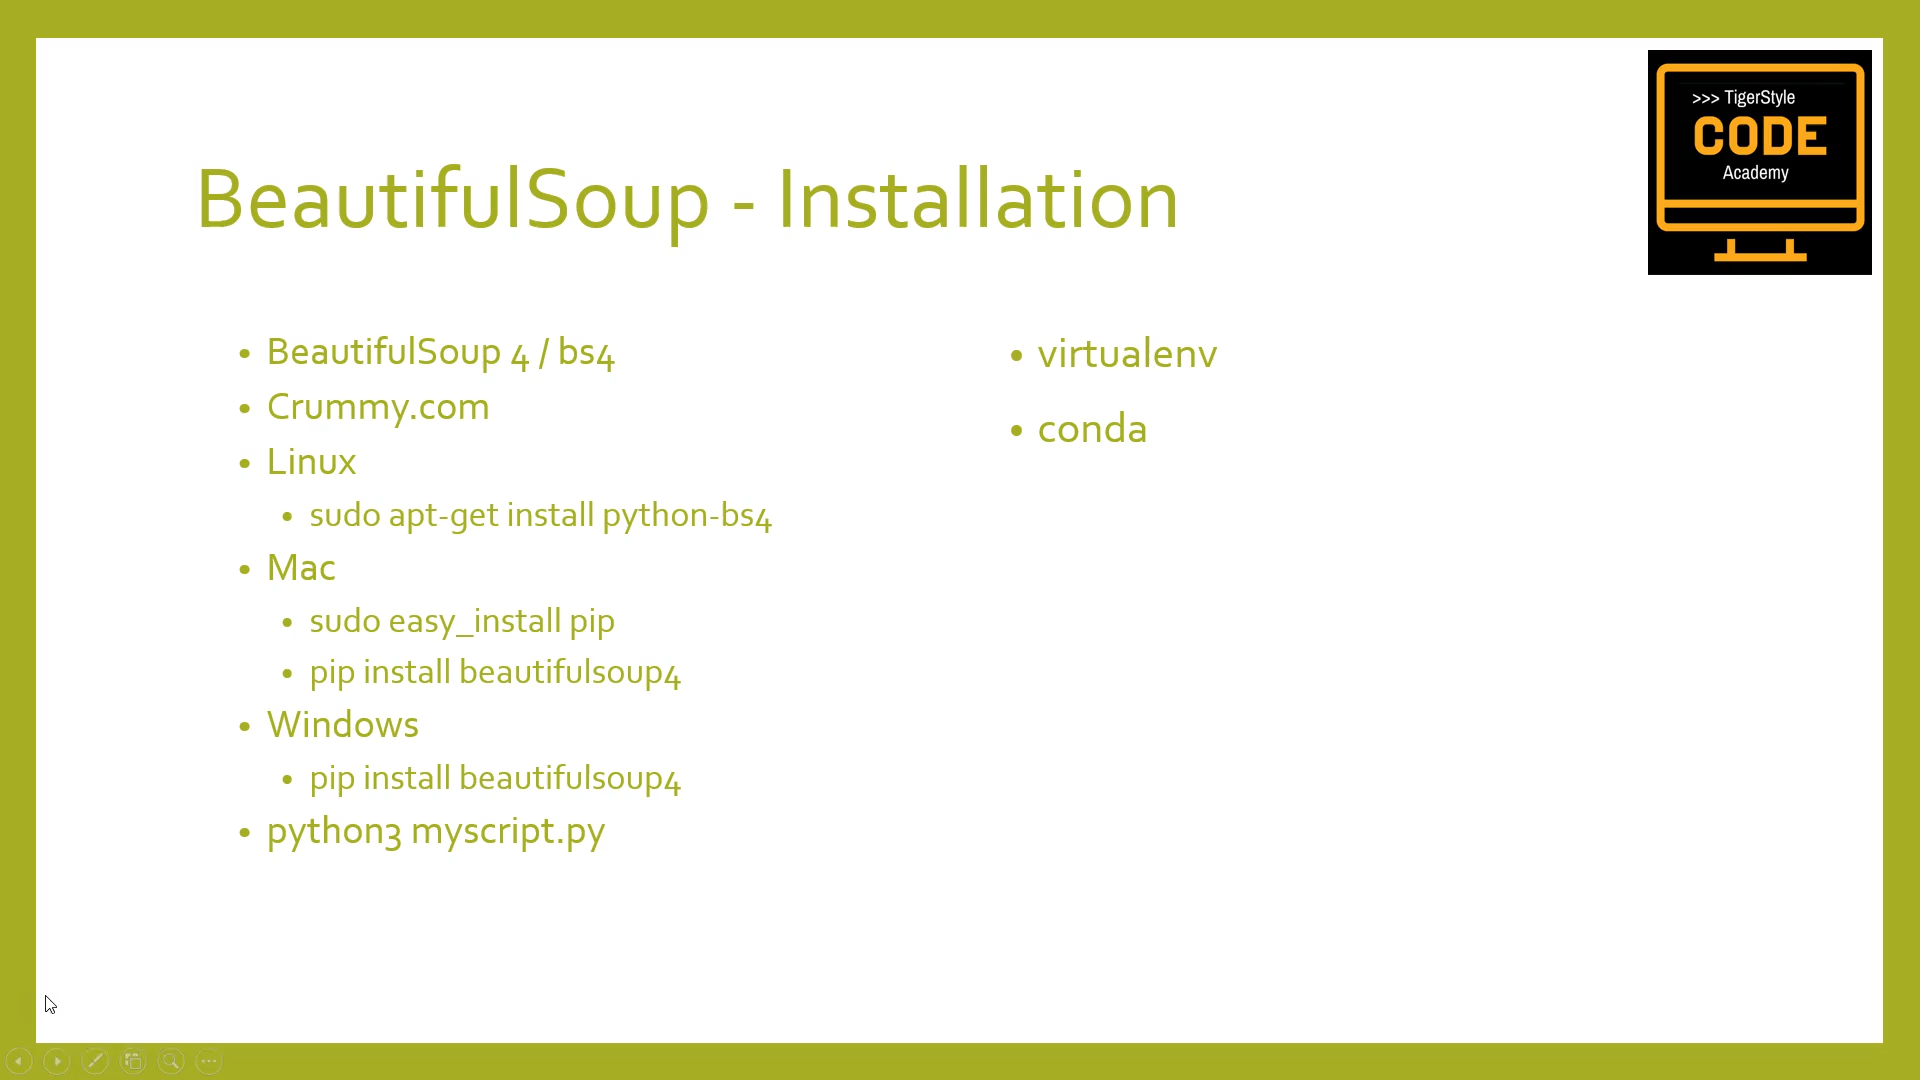 >>> TigerStyle
CODE
Academy
BeautifulSoup - Installation
• BeautifulSoup 4 / bs4
• Crummy.com
• Linux
• sudo apt-get install python-bs4
• Mac
• sudo easy_install pip
• pip install beautifulsoup4
• Windows
• pip install beautifulsoup4
• python3 myscript.py
• virtualenv
• conda